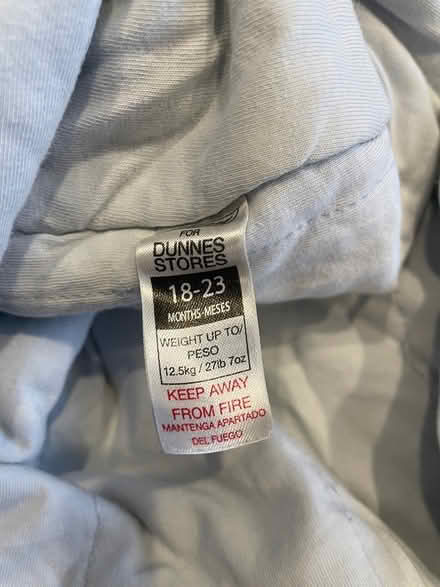 FOR
DUNNES
STORES
18-23
MONTHS-MESES
WEIGHT UP TO/
PESO
12.5kg / 27lb 7oz
KEEP AWAY
FROM FIRE
MANTENGA APARTADO
DEL FUEGO